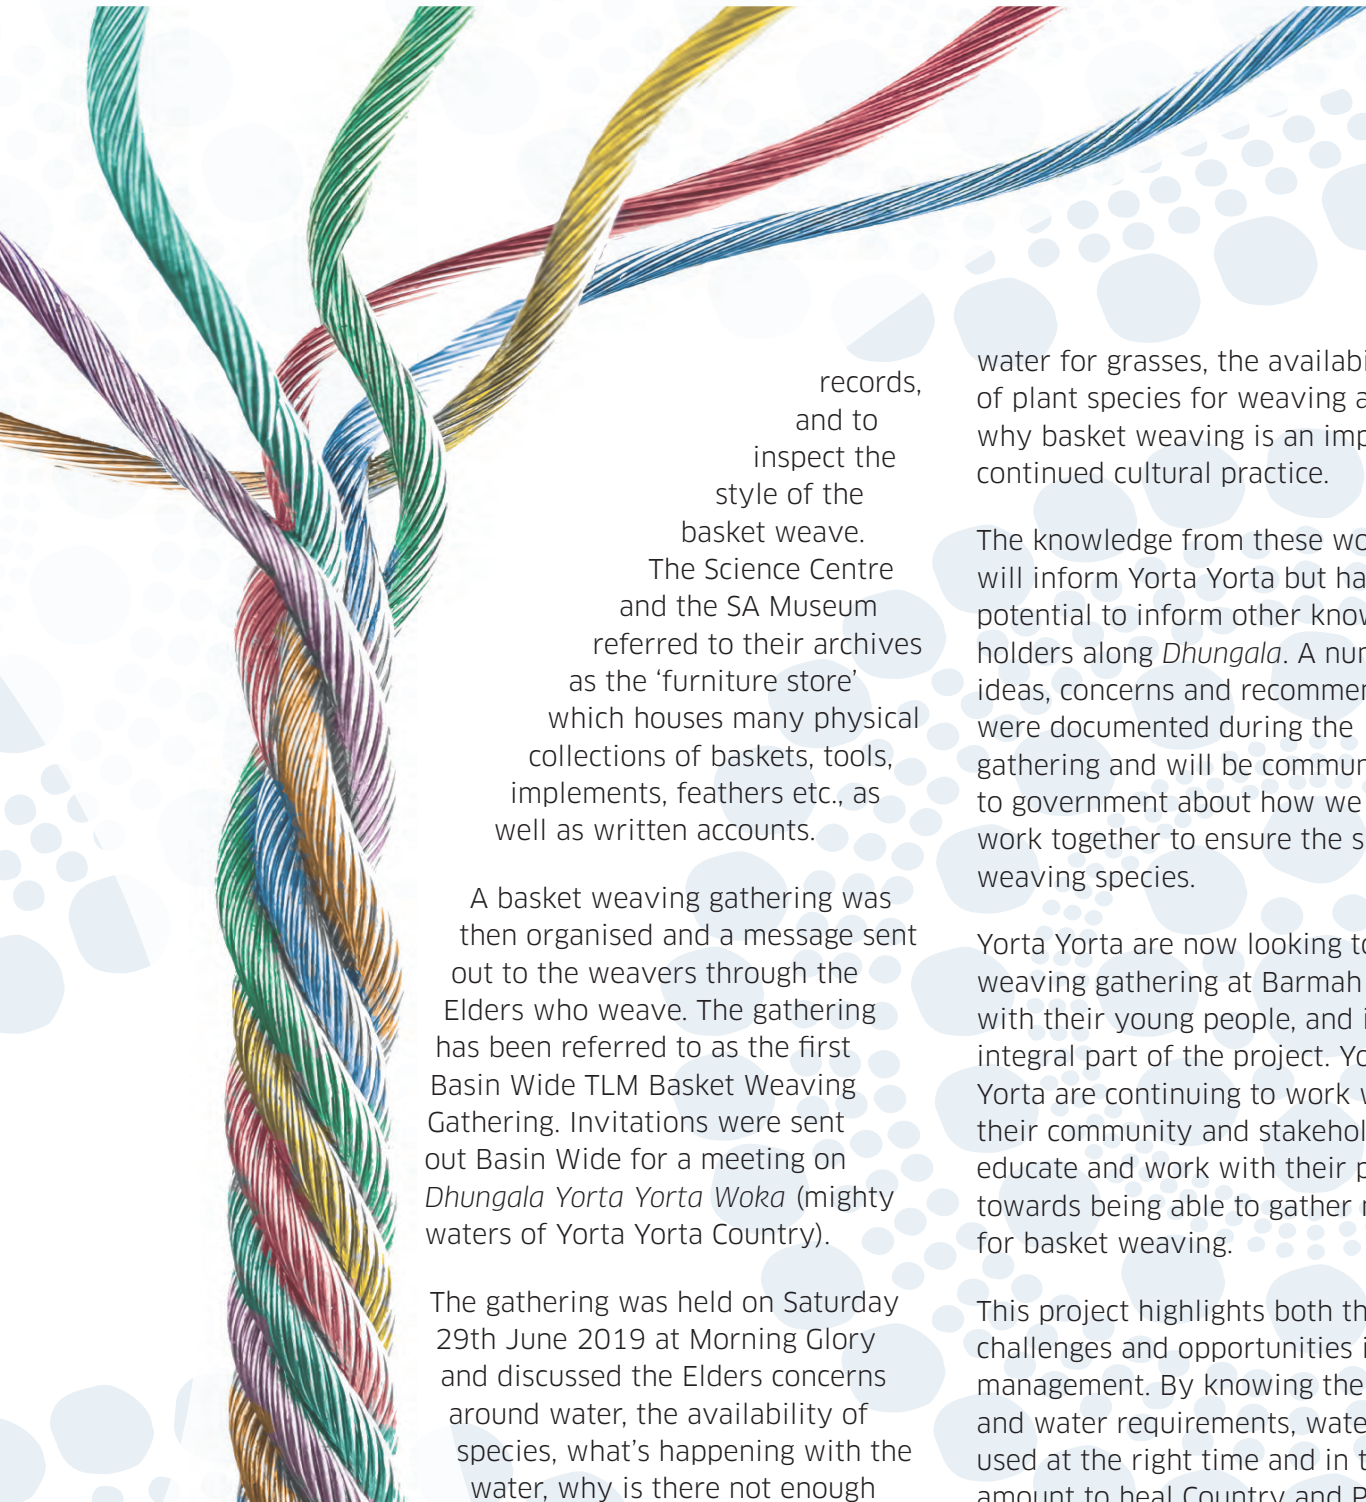 records,
and to
inspect the
style of the
basket weave.
The Science Centre
and the SA Museum
referred to their archives
as the ‘furniture store’
which houses many physical
collections of baskets, tools,
implements, feathers etc., as
well as written accounts.
A basket weaving gathering was
then organised and a message sent
out to the weavers through the
Elders who weave. The gathering
has been referred to as the first
Basin Wide TLM Basket Weaving
Gathering. Invitations were sent
out Basin Wide for a meeting on
Dhungala Yorta Yorta Woka (mighty
waters of Yorta Yorta Country).
The gathering was held on Saturday
29th June 2019 at Morning Glory
and discussed the Elders concerns
around water, the availability of
species, what's happening with the
water, why is there not enough
water for grasses, the
of plant species for weaving
why basket weaving is an
continued cultural practice.
The knowledge from these
will inform Yorta Yorta but
potential to inform other
holders along Dhungala. A
ideas, concerns and
were documented during the
gathering and will be
to government about how we
work together to ensure the
weaving species.
Yorta Yorta are now looking
weaving gathering at Barmah
with their young people, and
integral part of the project.
Yorta are continuing to work
their community and
educate and work with their
towards being able to gather
for basket weaving.
This project highlights both
challenges and opportunities
management. By knowing the
and water requirements,
used at the right time and in
amount to heal Country and